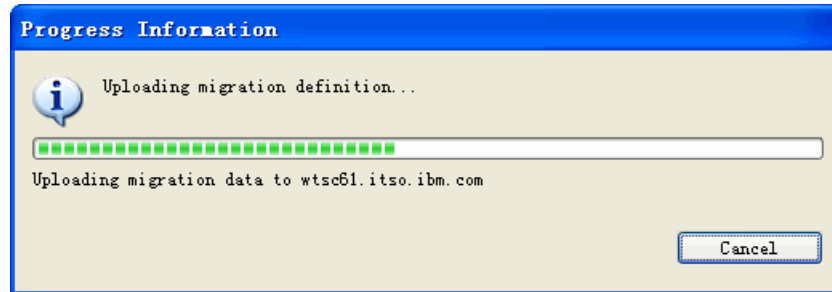 Progress Information
Uploading migration definition...
Uploading migration data to wtsc61.itso.ibm.com
Cancel